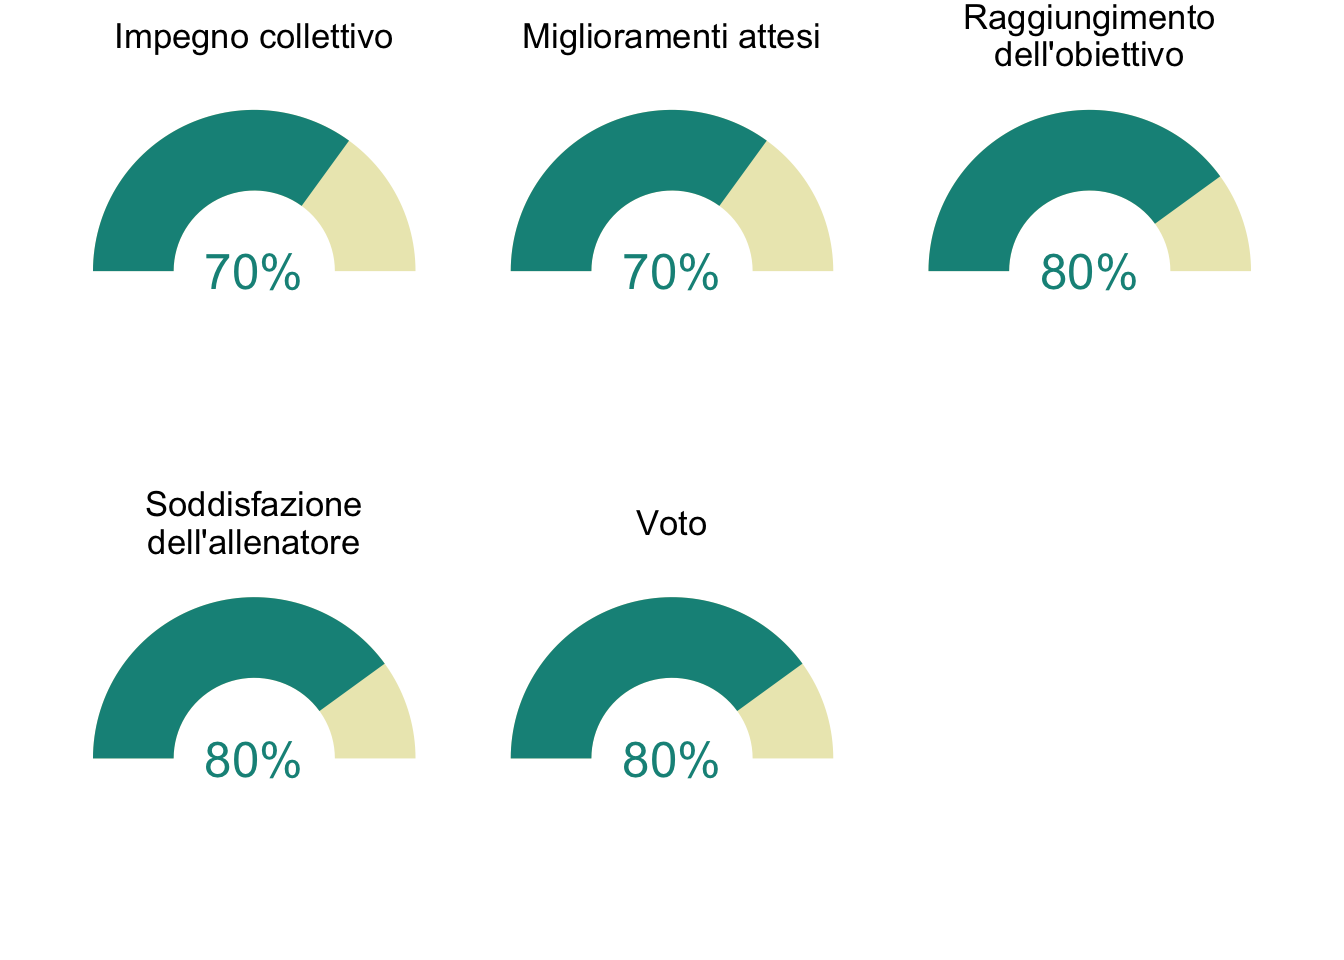 Impegno collettivo
Miglioramenti attesi
Raggiungimento
dell'obiettivo
70%
70%
80%
Soddisfazione
dell'allenatore
Voto
80%
80%